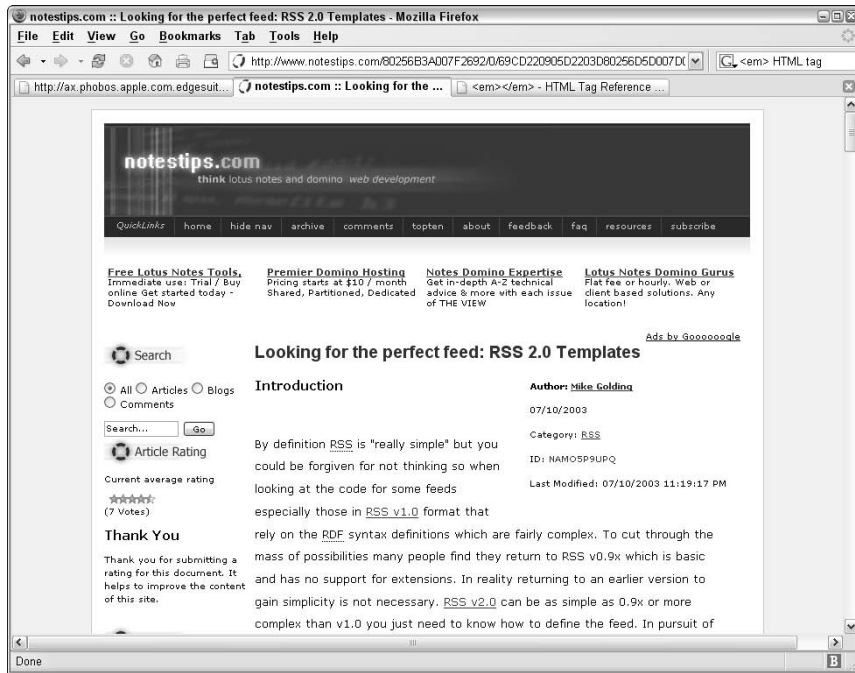 notestips.com :: Looking for the perfect feed: RSS 2.0 Templates - Mozilla Firefox
File Edit View Go Bookmarks Tab Tools Help
http://www.notestips.com/80256B3A007F2692/0/69CD220905D2203D80256D5D007D( <em> HTML tag
http://ax.phobos.apple.com.edgesuit... notestips.com :: Looking for the ... <em></em> - HTML Tag Reference ...
notestips.com
think lotus notes and domino web development
QuickLinks home hide nav archive comments topten about feedback faq resources subscribe
Free Lotus Notes Tools, Premier Domino Hosting Notes Domino Expertise Lotus Notes Domino Gurus
Immediate use: Trial / Buy Pricing starts at $10 / month Get in-depth A-Z technical Flat fee or hourly. Web or
online Get started today - Shared, Partitioned, Dedicated advice & more with each issue client based solutions. Any
Download Now of THE VIEW location!
Ads by Goooooogle
Search
All Articles Blogs
Comments
Search... Go
Article Rating
Current average rating
(7 Votes)
Thank You
Thank you for submitting a
rating for this document. It
helps to improve the content
of this site.
Looking for the perfect feed: RSS 2.0 Templates
Introduction
Author: Mike Golding
07/10/2003
Category: RSS
ID: NAMO5P9UPQ
Last Modified: 07/10/2003 11:19:17 PM
By definition RSS is "really simple" but you
could be forgiven for not thinking so when
looking at the code for some feeds
especially those in RSS v1.0 format that
rely on the RDF syntax definitions which are fairly complex. To cut through the
mass of possibilities many people find they return to RSS v0.9x which is basic
and has no support for extensions. In reality returning to an earlier version to
gain simplicity is not necessary. RSS v2.0 can be as simple as 0.9x or more
complex than v1.0 you just need to know how to define the feed. In pursuit of
Done